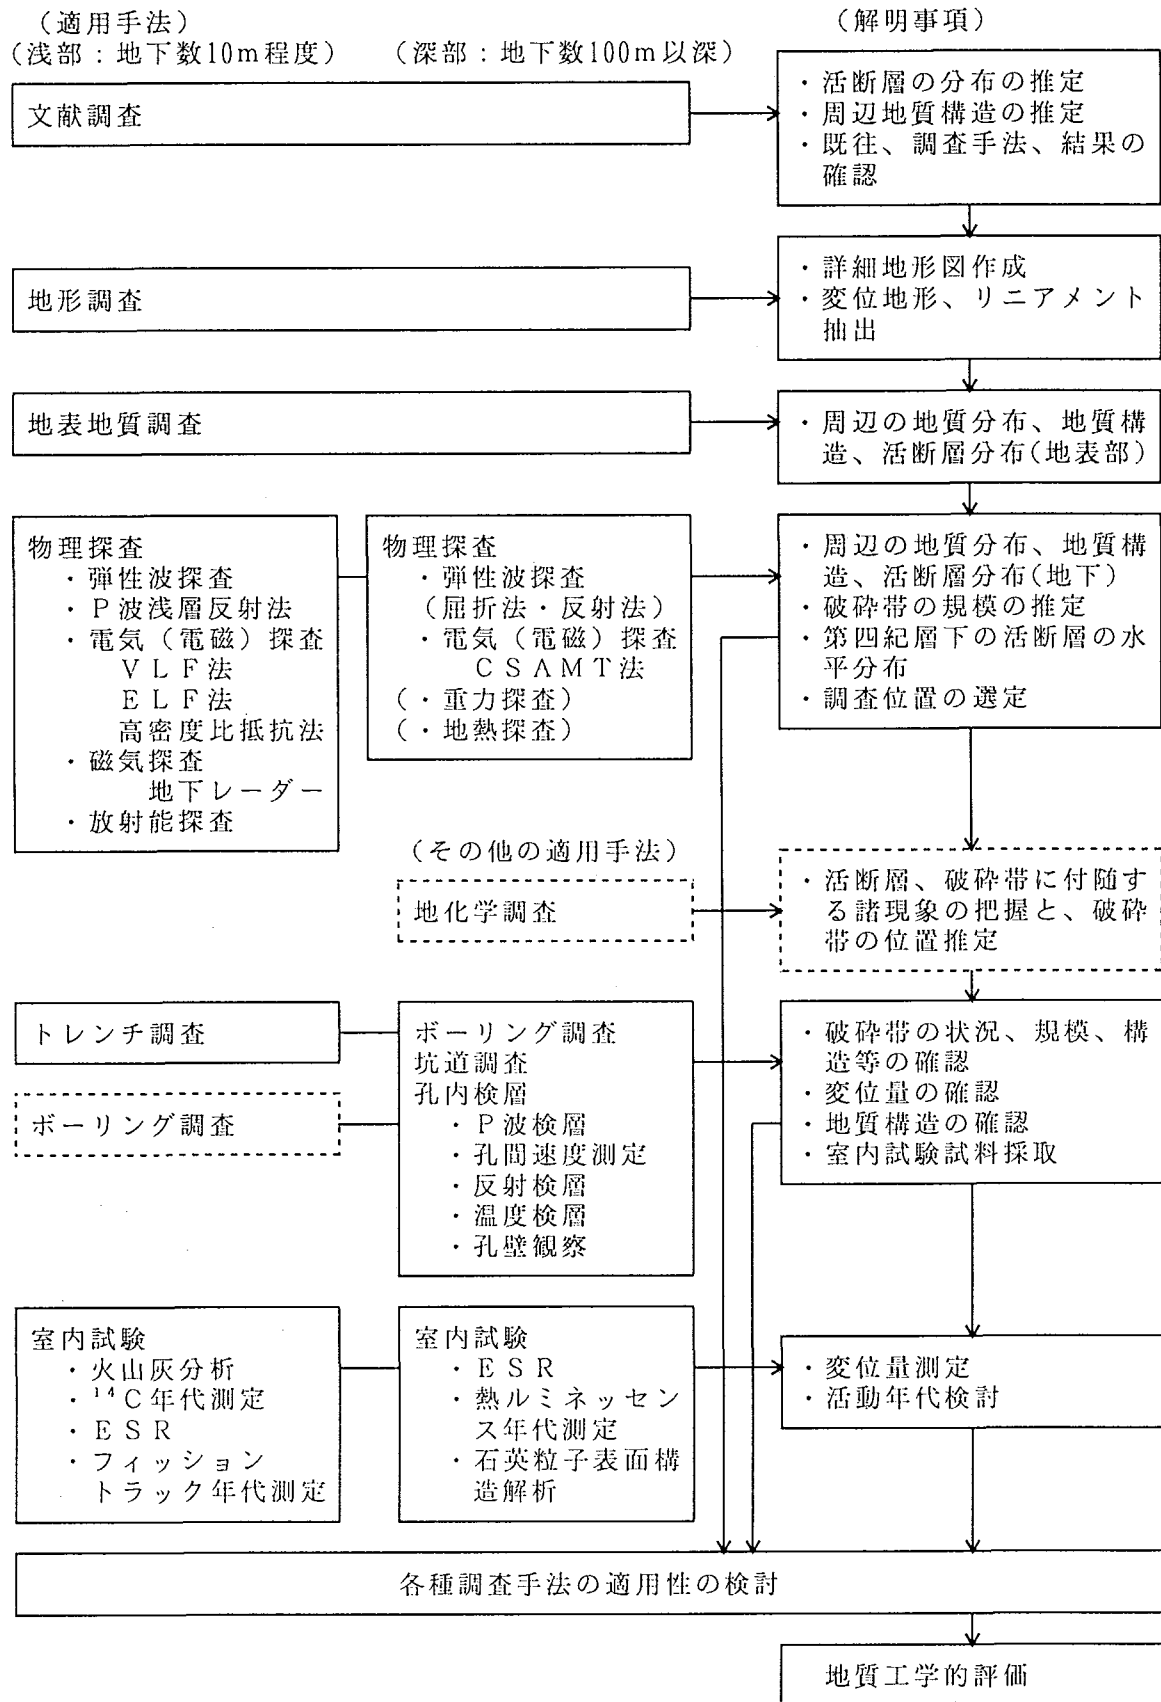 （適用手法）
（浅部：地下数10m程度）
（深部：地下数100m以深）
（解明事項）
文献調査
・活断層の分布の推定
・周辺地質構造の推定
・既往、調査手法、結果の
確認
地形調査
・詳細地形図作成
・変位地形、リニアメント
抽出
地表地質調査
・周辺の地質分布、地質構
造、活断層分布(地表部)
物理探査
・弾性波探査
・P波浅層反射法
・電気（電磁）探査
VLF法
ELF法
高密度比抵抗法
・磁気探査
地下レーダー
・放射能探査
物理探査
・弾性波探査
（屈折法・反射法）
・電気（電磁）探査
CSAMT法
（・重力探査）
（・地熱探査）
・周辺の地質分布、地質構
造、活断層分布(地下)
・破砕帯の規模の推定
・第四紀層下の活断層の水
平分布
・調査位置の選定
（その他の適用手法）
地化学調査
・活断層、破砕帯に付随す
る諸現象の把握と、破砕
帯の位置推定
トレンチ調査
ボーリング調査
ボーリング調査
坑道調査
孔内検層
・P波検層
・孔間速度測定
・反射検層
・温度検層
・孔壁観察
・破砕帯の状況、規模、構
造等の確認
・変位量の確認
・地質構造の確認
・室内試験試料採取
室内試験
・火山灰分析
・¹⁴C年代測定
・ESR
・フィッション
トラック年代測定
室内試験
・ESR
・熱ルミネッセン
ス年代測定
・石英粒子表面構
造解析
・変位量測定
・活動年代検討
各種調査手法の適用性の検討
地質工学的評価